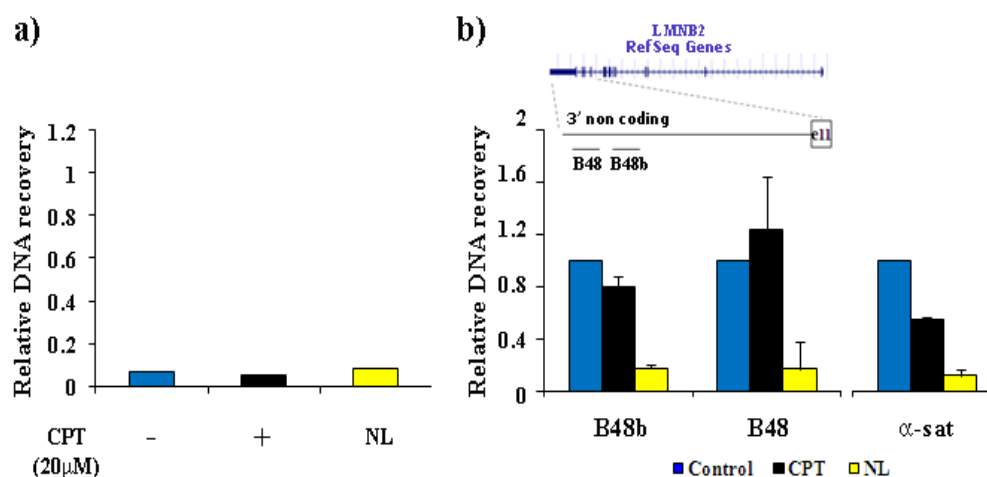 a)
Relative DNA recovery
1.2
1
0.8
0.6
0.4
0.2
0
CPT - + NL
(20μM)
b)
LMNB2
RefSeq Genes
3' non coding
e11
B48 B48b
Relative DNA recovery
2
1.6
1.2
0.8
0.4
0
B48b B48 α-sat
Control CPT NL